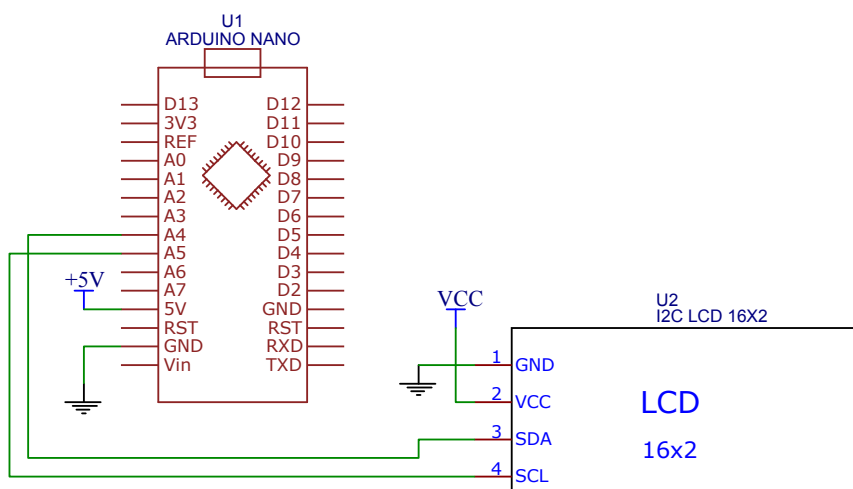 U1
ARDUINO NANO
D13 D12
3V3 D11
REF D10
A0 D9
A1 D8
A2 D7
A3 D6
A4 D5
A5 D4
A6 D3
A7 D2
5V GND
RST RST
GND RXD
Vin TXD
+5V
VCC
U2
I2C LCD 16X2
1 GND
2 VCC
3 SDA
4 SCL
LCD
16x2